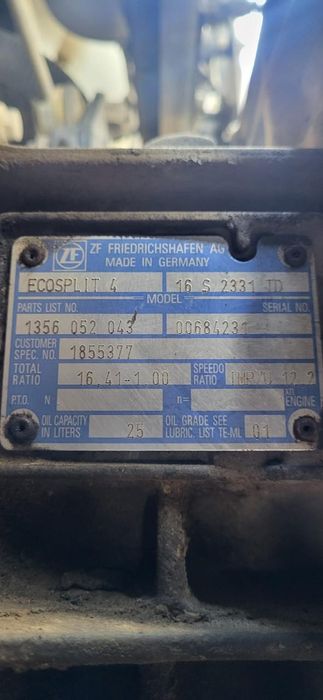 ZF FRIEDRICHSHAFEN AG
MADE IN GERMANY
ECOSPLIT 4 16 S 2331 TD
MODEL
PARTS LIST NO. SERIAL NO.
1356 052 043 00684231
CUSTOMER SPEC. NO. 1855377
TOTAL RATIO 16,41-1,00 SPEEDO RATIO
P.T.O. N n= ENGINE
OIL CAPACITY IN LITERS 25 OIL GRADE SEE LUBRIC. LIST TE-ML 01